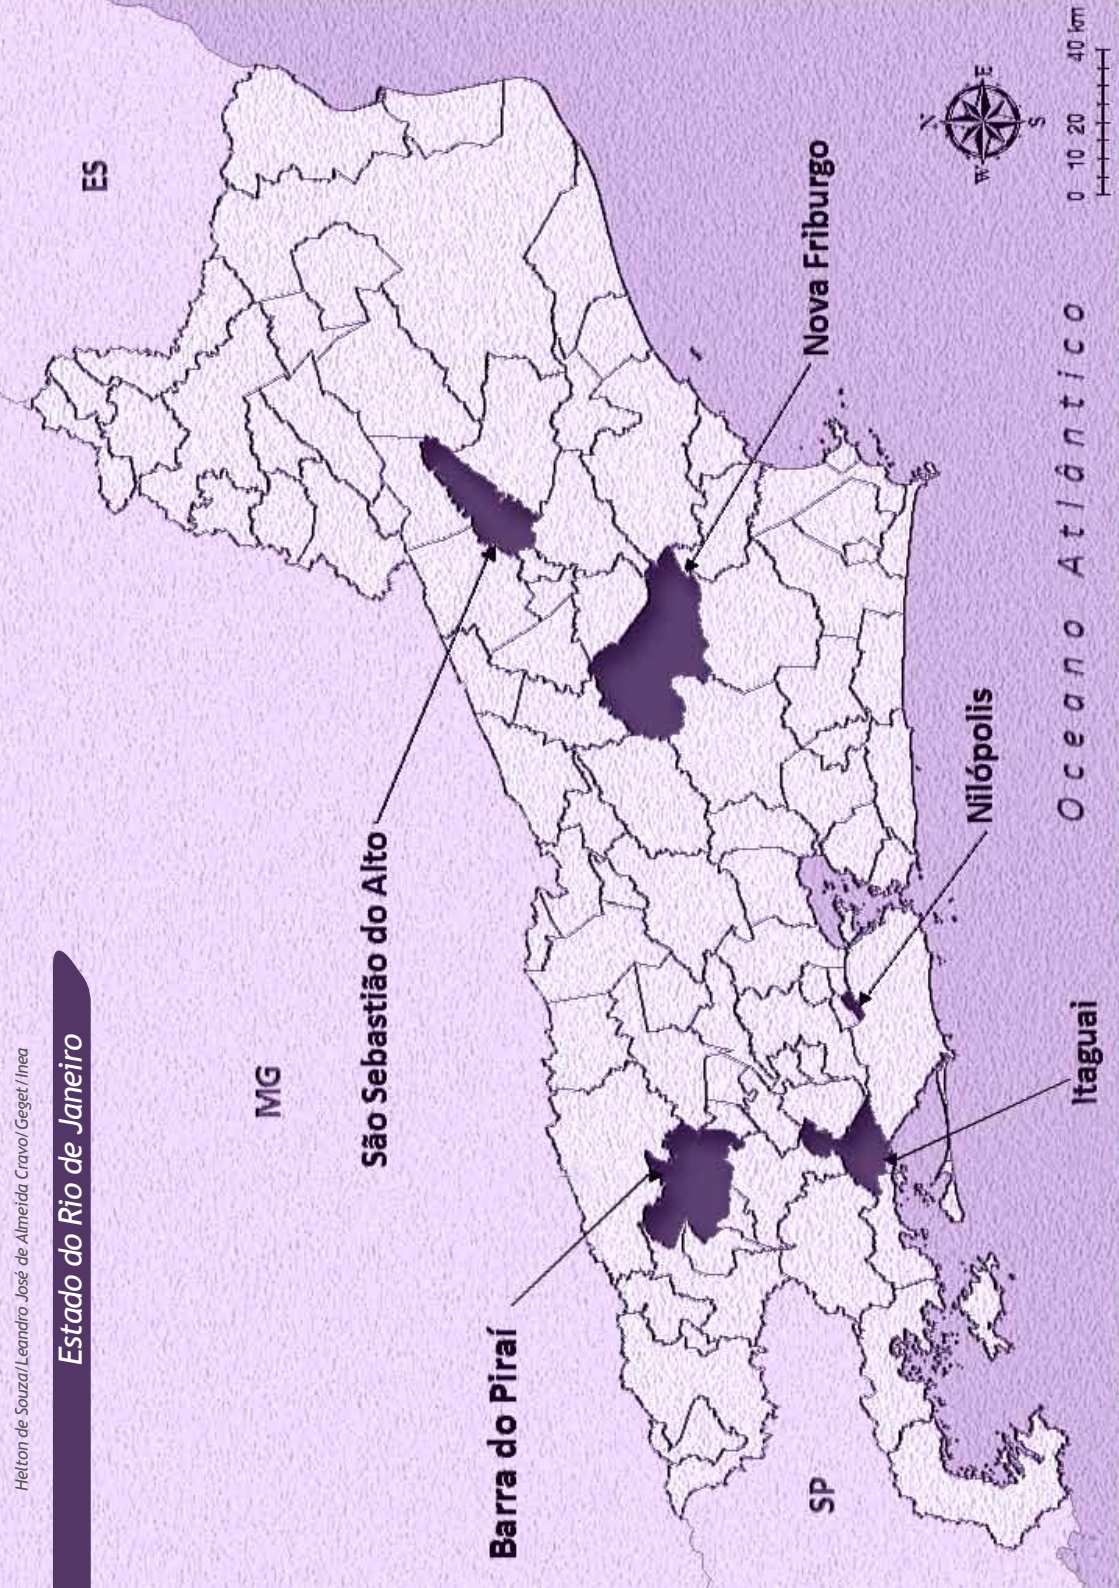 Helton de Souza/Leandro José de Almeida Cravo/Geget/Inea
Estado do Rio de Janeiro
MG
ES
São Sebastião do Alto
Barra do Piraí
Nova Friburgo
Nilópolis
Itaguai
SP
Oceano Atlântico
N
W
E
S
0 10 20 40 km